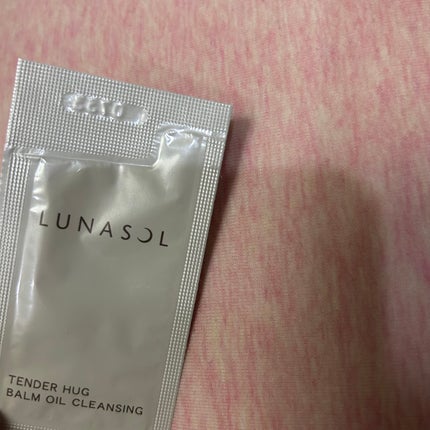 LUNASOL
TENDER HUG
BALM OIL CLEANSING